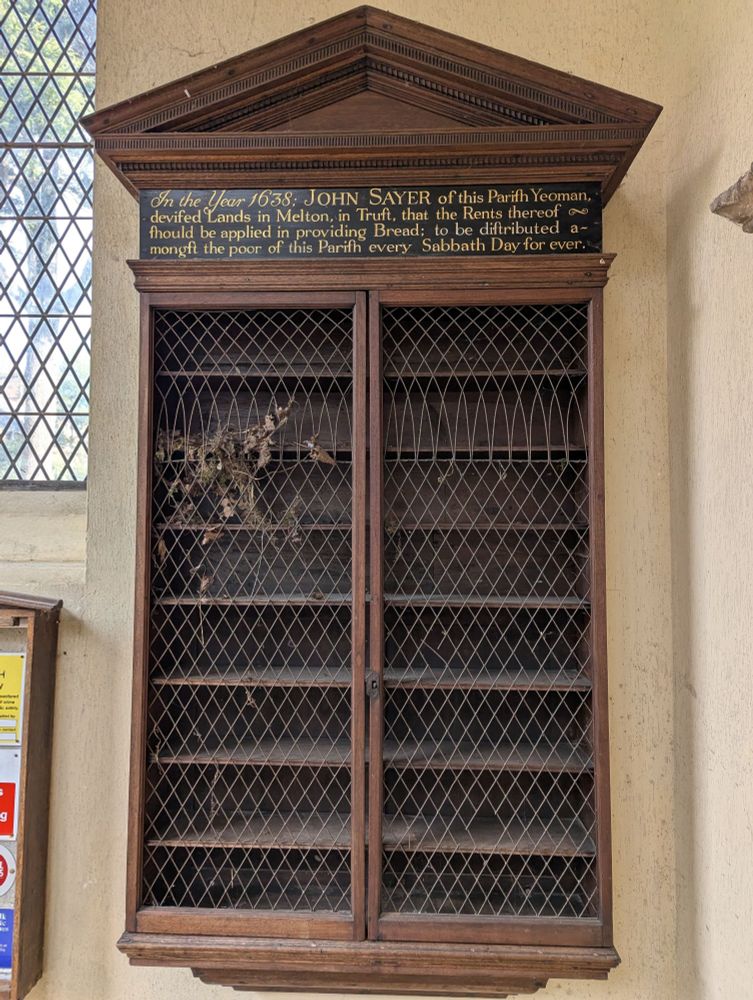 In the Year 1638; JOHN SAYER of this Pariſh Yeoman,
deviſed Lands in Melton, in Truſt, that the Rents thereof
ſhould be applied in providing Bread; to be diſtributed a-
mongſt the poor of this Pariſh every Sabbath Day for ever.